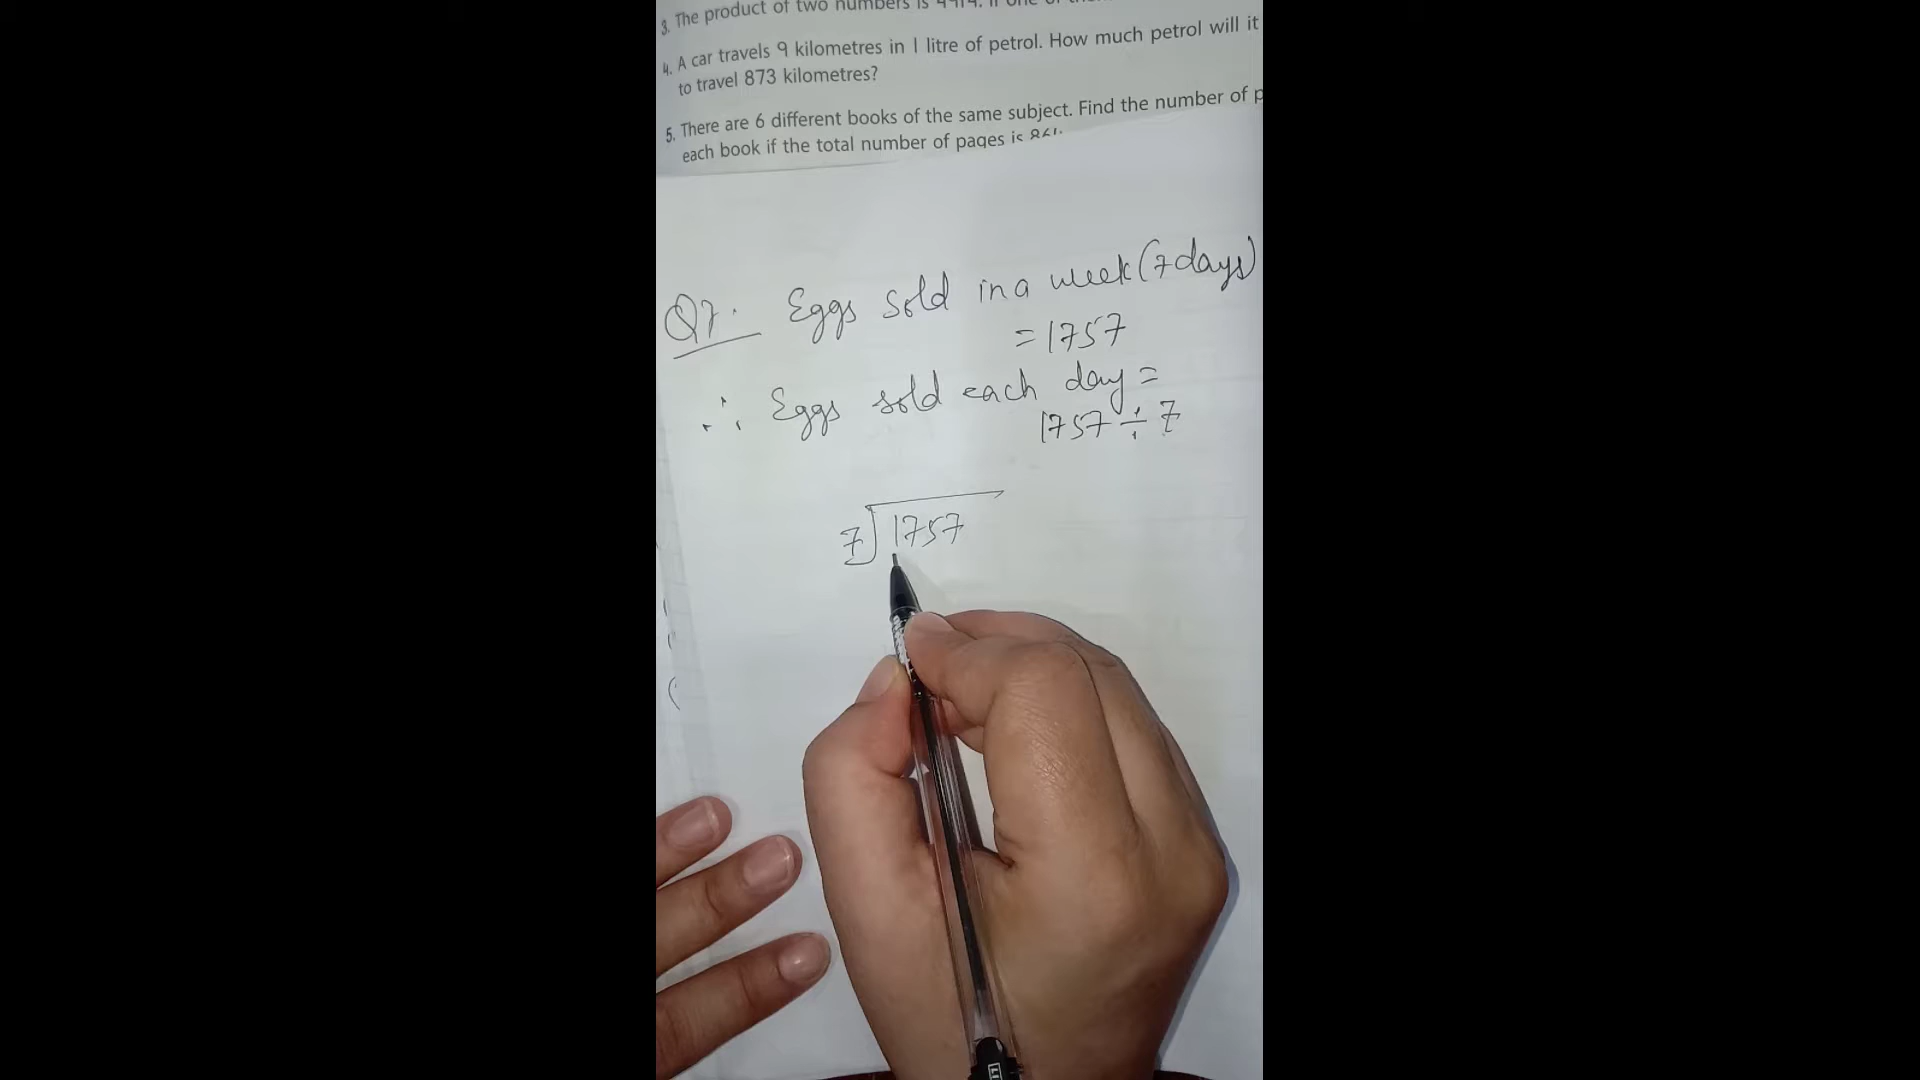 3. The product of two numbers is
4. A car travels 9 kilometres in 1 litre of petrol. How much petrol will it
to travel 873 kilometres?
5. There are 6 different books of the same subject. Find the number of
each book if the total number of pages is
Q7. Eggs sold in a week (7 days)
= 1757
∴ Eggs sold each day =
1757 ÷ 7
7 1757